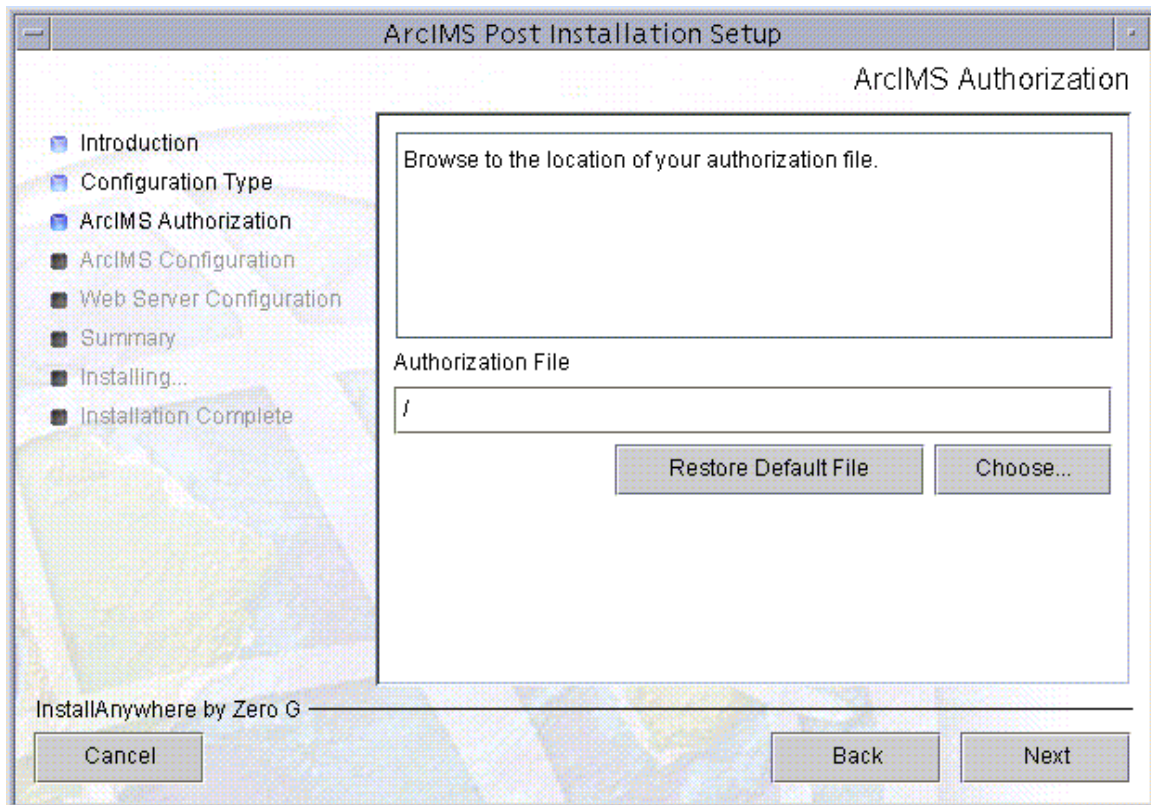 ArcIMS Post Installation Setup
ArcIMS Authorization
Introduction
Configuration Type
ArcIMS Authorization
ArcIMS Configuration
Web Server Configuration
Summary
Installing...
Installation Complete
Browse to the location of your authorization file.
Authorization File
/
Restore Default File
Choose...
InstallAnywhere by Zero G
Cancel
Back
Next